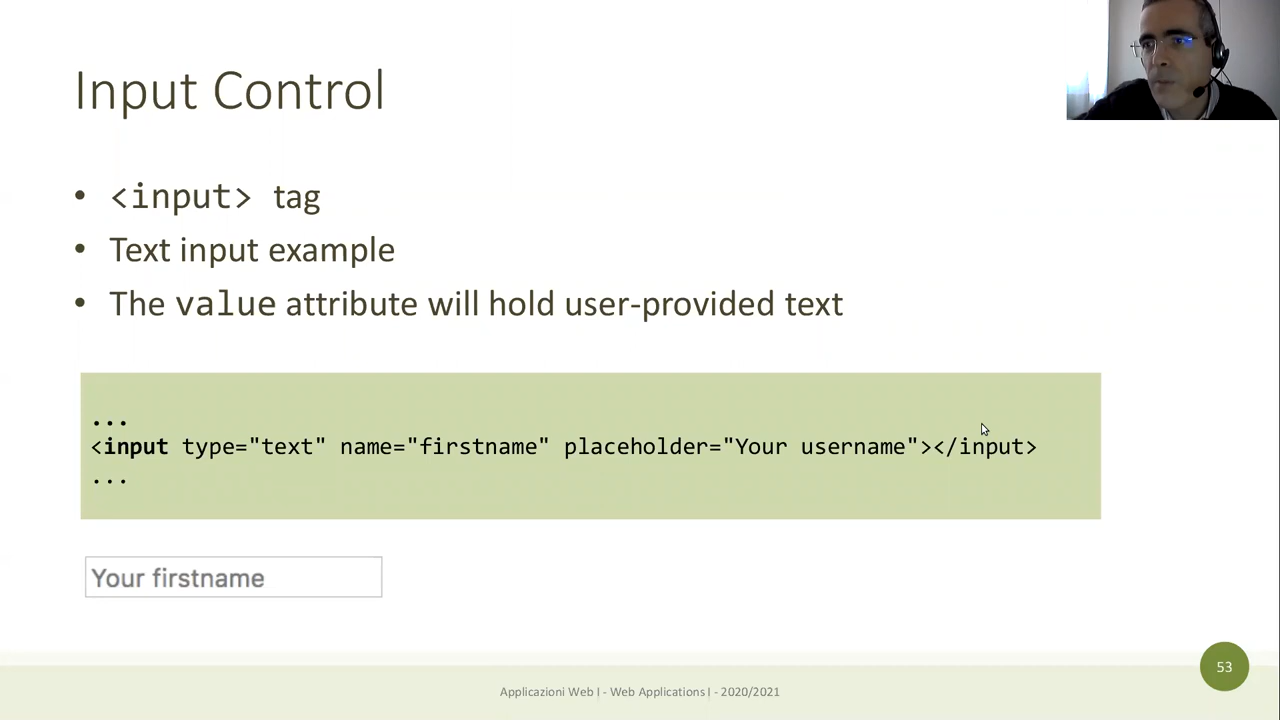 Input Control
• <input> tag
• Text input example
• The value attribute will hold user-provided text
...
<input type="text" name="firstname" placeholder="Your username"></input>
...
Your firstname
53
Applicazioni Web I - Web Applications I - 2020/2021